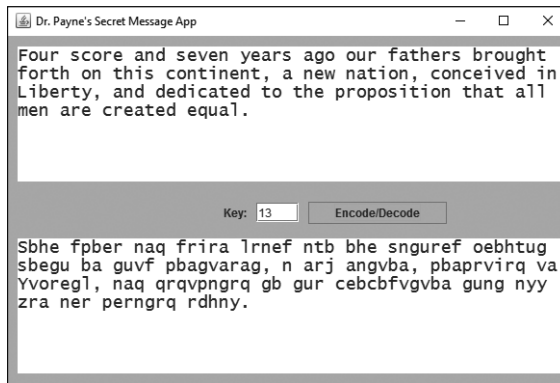 Dr. Payne's Secret Message App
Four score and seven years ago our fathers brought
forth on this continent, a new nation, conceived in
Liberty, and dedicated to the proposition that all
men are created equal.
Key: 13 Encode/Decode
Sbhe fpber naq frira lrnef ntb bhe snguref oebhtug
sbegu ba guvf pbagvarag, n arj angvba, pbaprvirq va
Yvoregl, naq qrqvpngrq gb gur cebcbfvgvba gung nyy
zra ner perngrq rdhny.